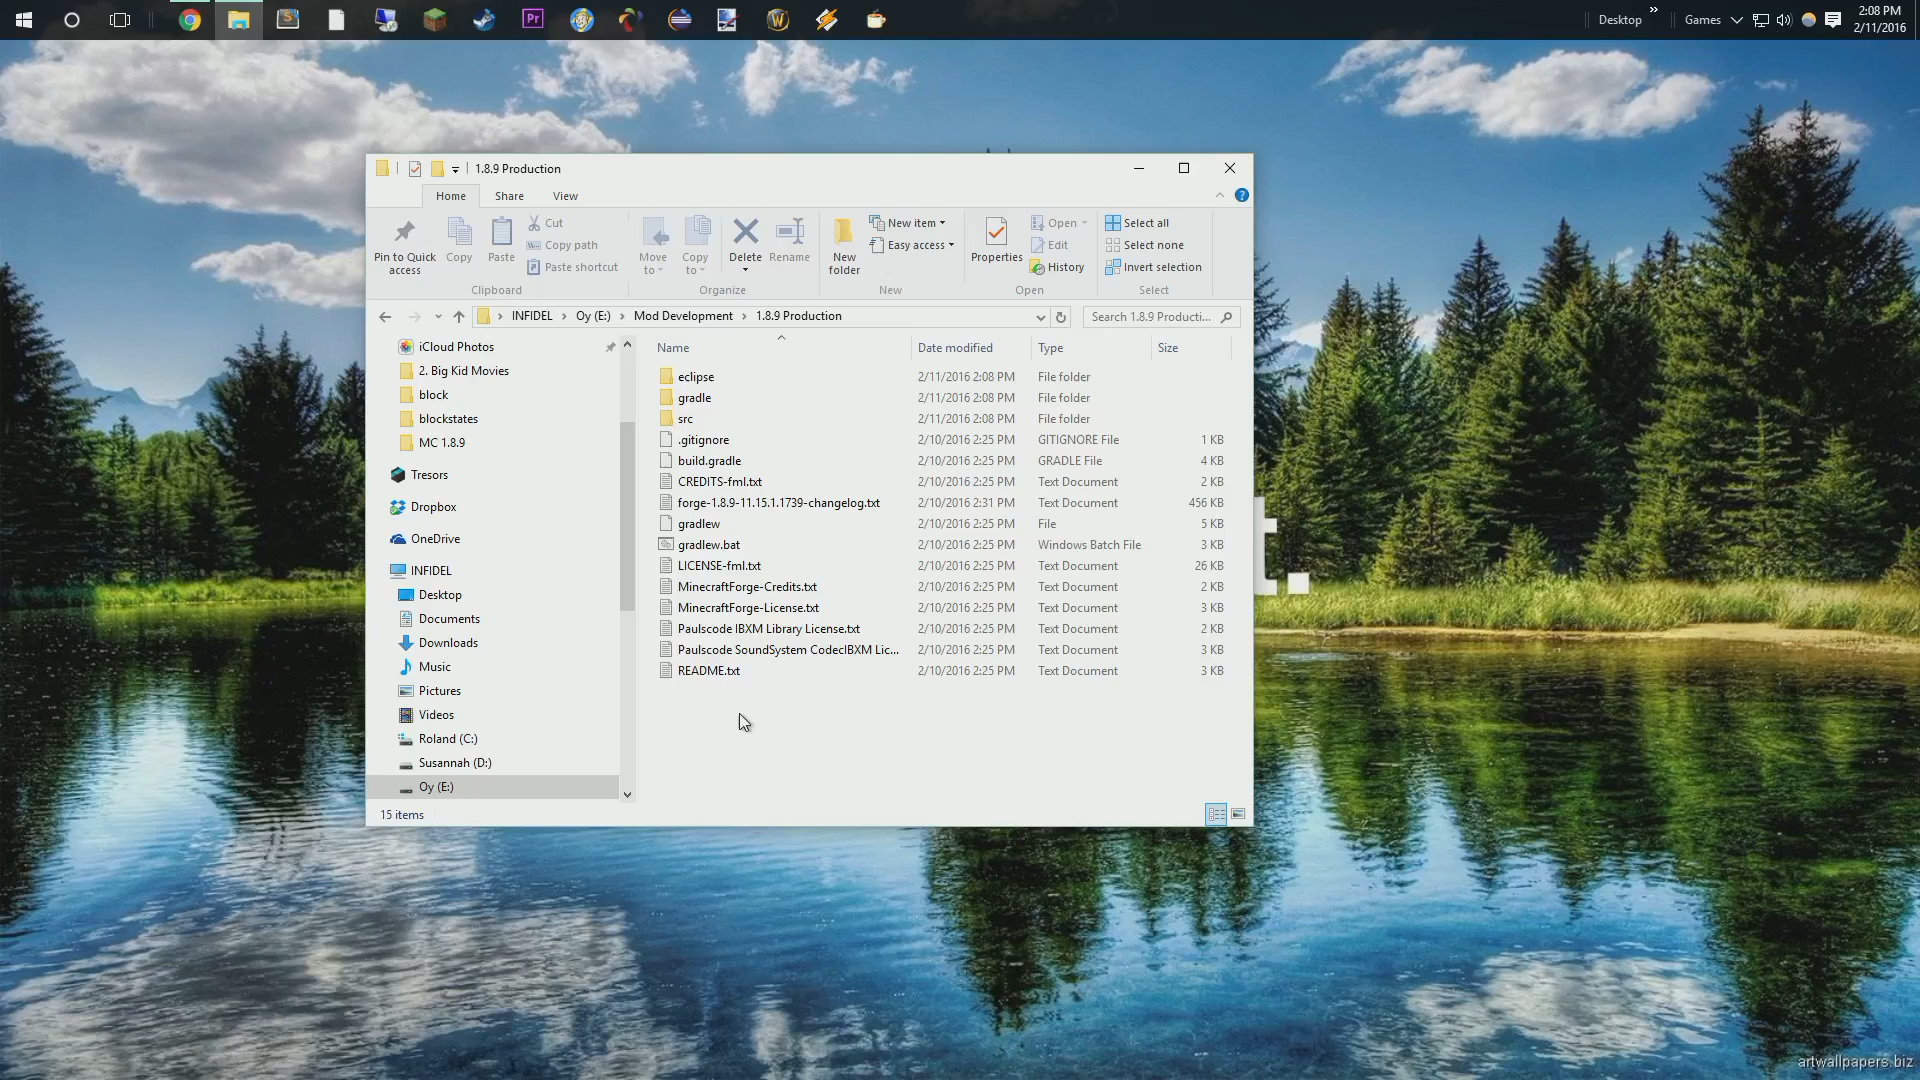 Desktop
Games
2:08 PM
2/11/2016
1.8.9 Production
Home Share View
Pin to Quick access
Copy
Paste
Cut
Copy path
Paste shortcut
Clipboard
Move to
Copy to
Delete
Rename
Organize
New folder
New item
Easy access
New
Properties
Open
Edit
History
Open
Select all
Select none
Invert selection
Select
INFIDEL > Oy (E:) > Mod Development > 1.8.9 Production
Search 1.8.9 Producti...
iCloud Photos
2. Big Kid Movies
block
blockstates
MC 1.8.9
Tresors
Dropbox
OneDrive
INFIDEL
Desktop
Documents
Downloads
Music
Pictures
Videos
Roland (C:)
Susannah (D:)
Oy (E:)
Name Date modified Type Size
eclipse 2/11/2016 2:08 PM File folder
gradle 2/11/2016 2:08 PM File folder
src 2/11/2016 2:08 PM File folder
.gitignore 2/10/2016 2:25 PM GITIGNORE File 1 KB
build.gradle 2/10/2016 2:25 PM GRADLE File 4 KB
CREDITS-fml.txt 2/10/2016 2:25 PM Text Document 2 KB
forge-1.8.9-11.15.1.1739-changelog.txt 2/10/2016 2:31 PM Text Document 456 KB
gradlew 2/10/2016 2:25 PM File 5 KB
gradlew.bat 2/10/2016 2:25 PM Windows Batch File 3 KB
LICENSE-fml.txt 2/10/2016 2:25 PM Text Document 26 KB
MinecraftForge-Credits.txt 2/10/2016 2:25 PM Text Document 2 KB
MinecraftForge-License.txt 2/10/2016 2:25 PM Text Document 3 KB
Paulscode IBXM Library License.txt 2/10/2016 2:25 PM Text Document 2 KB
Paulscode SoundSystem CodecIBXM Lic... 2/10/2016 2:25 PM Text Document 3 KB
README.txt 2/10/2016 2:25 PM Text Document 3 KB
15 items
t.
Pr
artwallpapers.biz